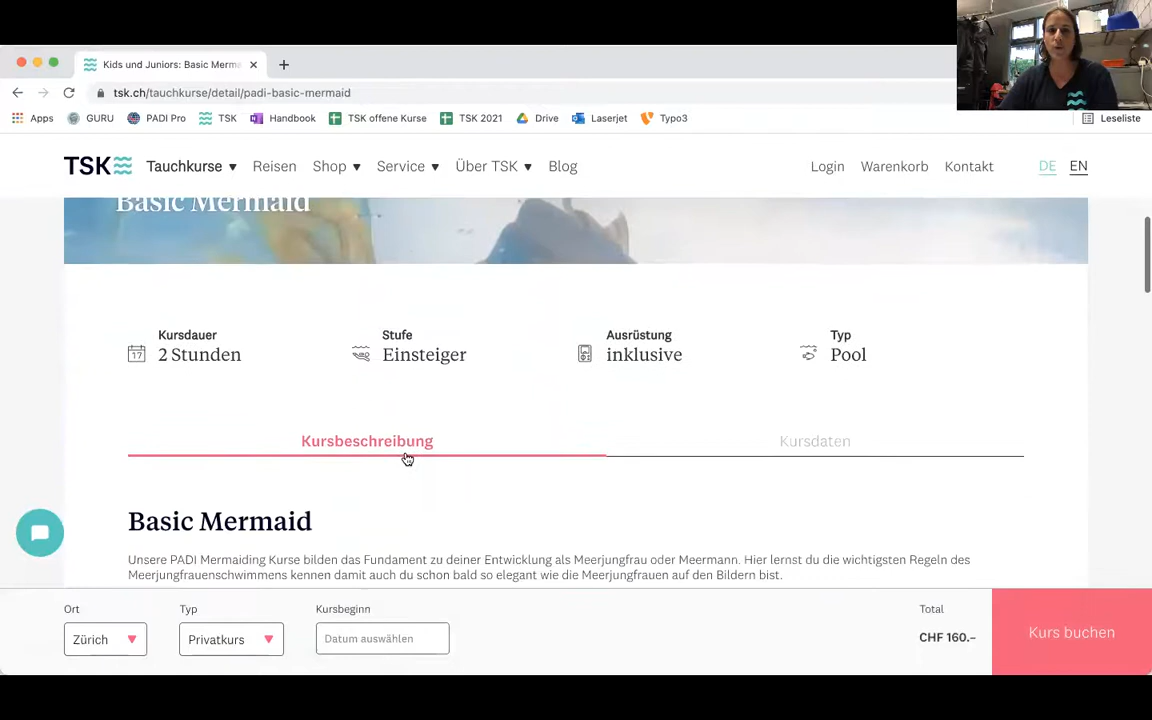 Kids und Juniors: Basic Merma
tsk.ch/tauchkurse/detail/padi-basic-mermaid
Apps GURU PADI Pro TSK Handbook TSK offene Kurse TSK 2021 Drive Laserjet Typo3 Leseliste
TSK Tauchkurse Reisen Shop Service Über TSK Blog Login Warenkorb Kontakt DE EN
Basic Mermaid
Kursdauer Stufe Ausrüstung Typ
17 2 Stunden Einsteiger inklusive Pool
Kursbeschreibung Kursdaten
Basic Mermaid
Unsere PADI Mermaiding Kurse bilden das Fundament zu deiner Entwicklung als Meerjungfrau oder Meermann. Hier lernst du die wichtigsten Regeln des
Meerjungfrauenschwimmens kennen damit auch du schon bald so elegant wie die Meerjungfrauen auf den Bildern bist.
Ort Typ Kursbeginn Total
Zürich Privatkurs Datum auswählen CHF 160.– Kurs buchen